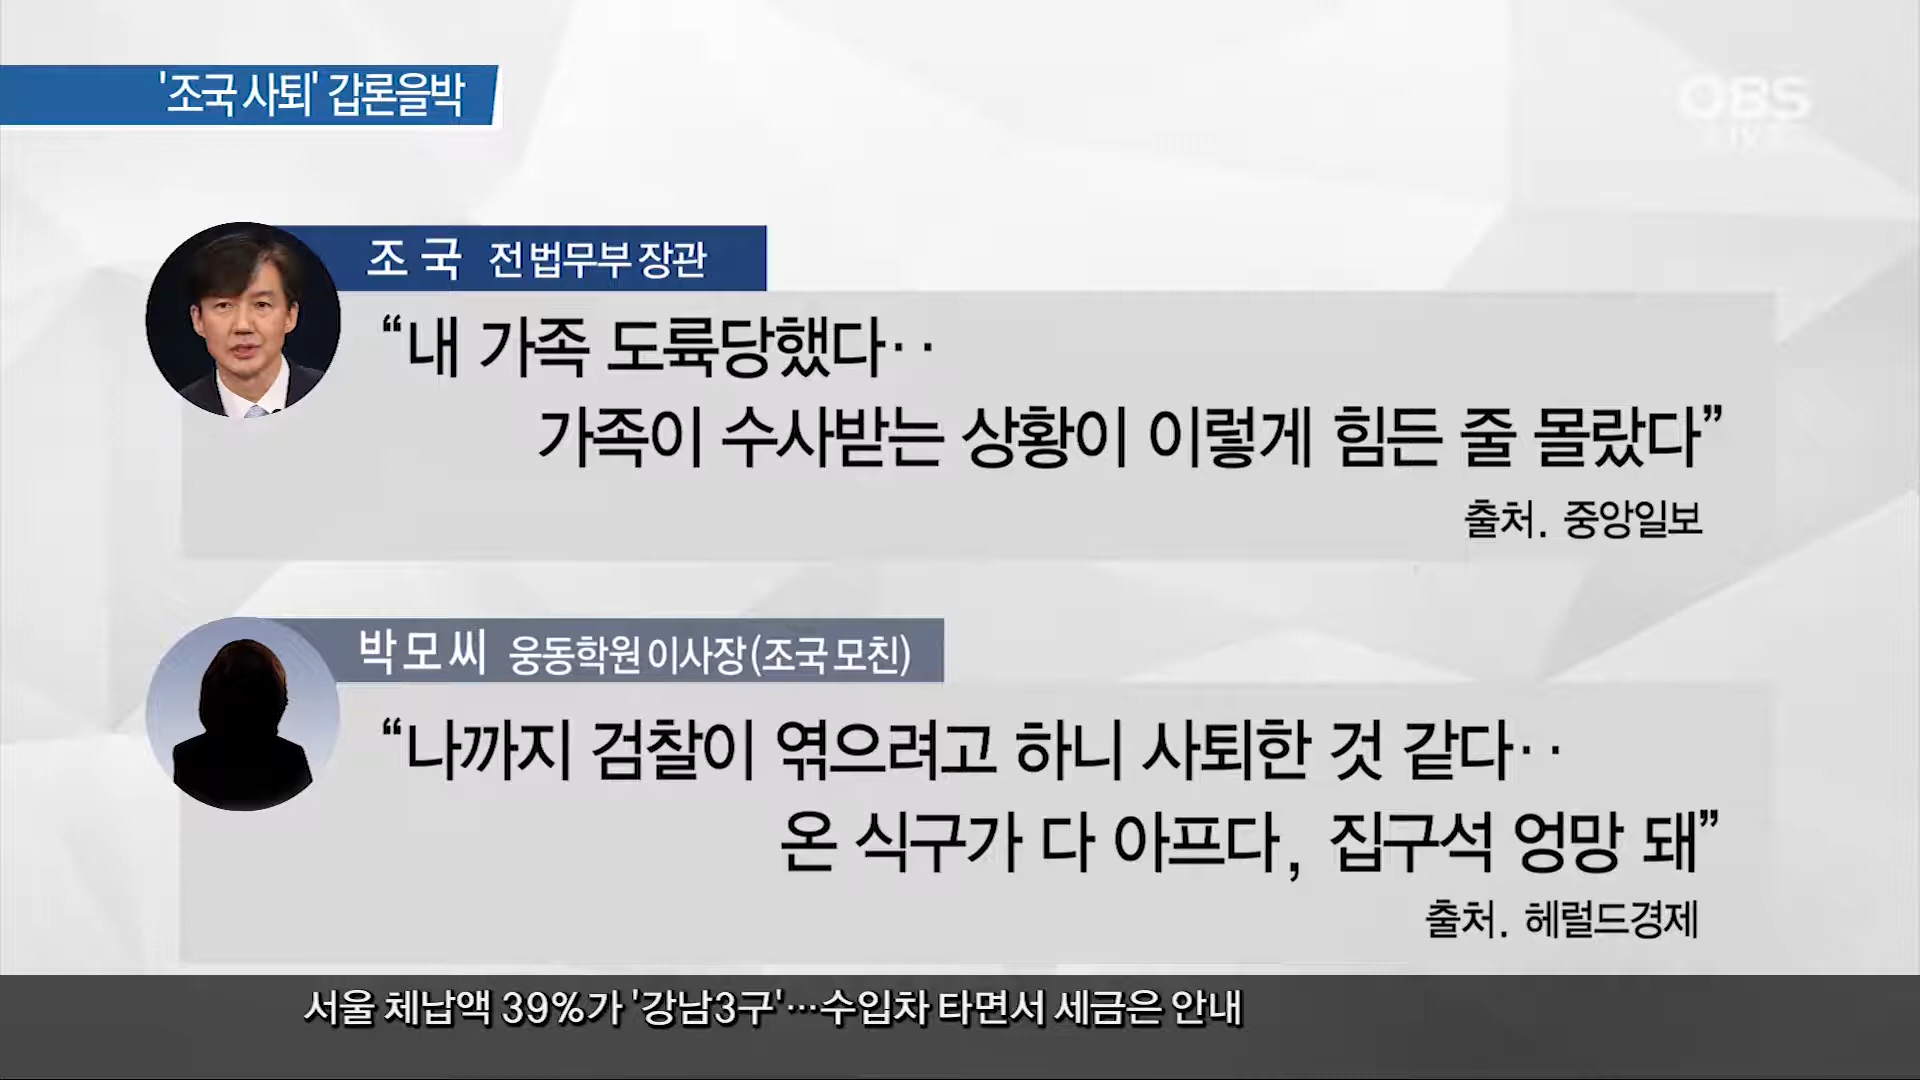 '조국 사퇴' 갑론을박
OBS
LIVE
조 국 전 법무부 장관
“내 가족 도륙당했다··
가족이 수사받는 상황이 이렇게 힘든 줄 몰랐다”
출처. 중앙일보
박 모 씨 웅동학원 이사장 (조국 모친)
“나까지 검찰이 엮으려고 하니 사퇴한 것 같다··
온 식구가 다 아프다, 집구석 엉망 돼”
출처. 헤럴드경제
서울 체납액 39%가 '강남3구'…수입차 타면서 세금은 안내